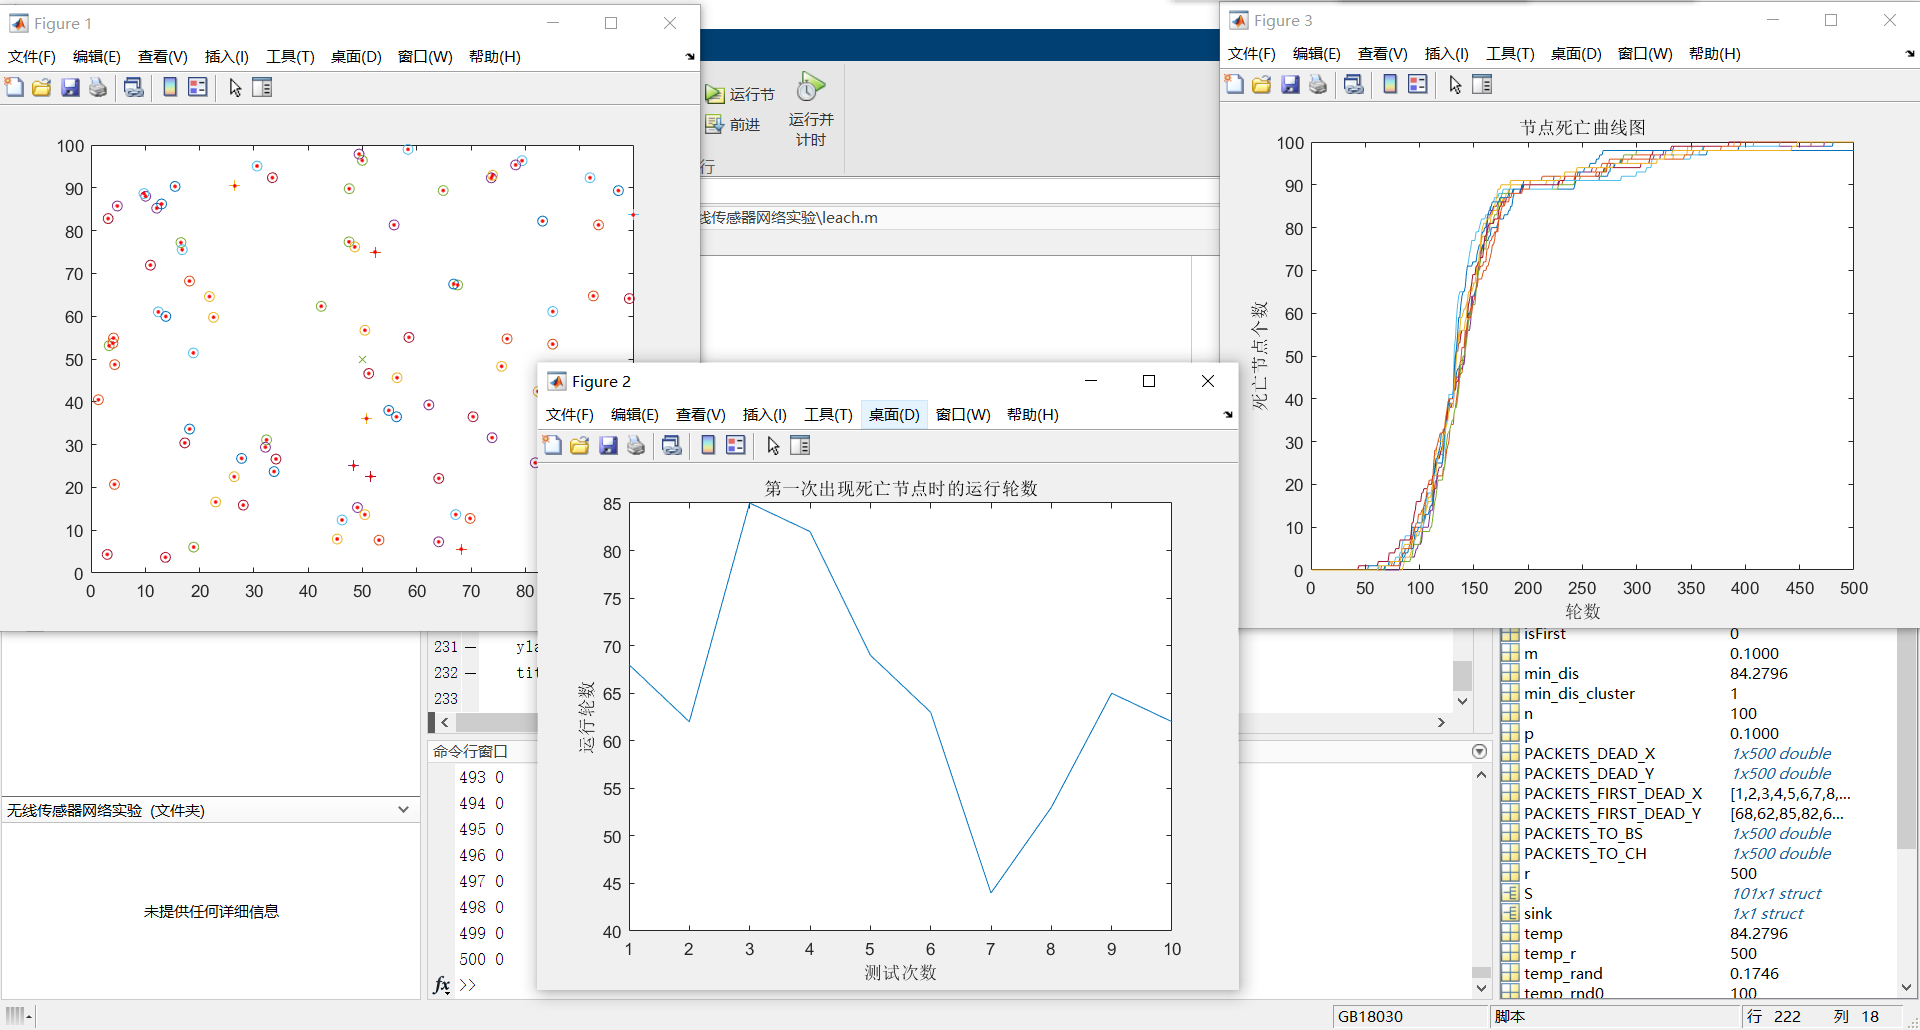 Figure 1
文件(F) 编辑(E) 查看(V) 插入(I) 工具(T) 桌面(D) 窗口(W) 帮助(H)
100
90
80
70
60
50
40
30
20
10
0
0 10 20 30 40 50 60 70 80
运行节
前进
运行并
计时
行
线传感器网络实验\leach.m
Figure 3
文件(F) 编辑(E) 查看(V) 插入(I) 工具(T) 桌面(D) 窗口(W) 帮助(H)
节点死亡曲线图
死亡节点个数
100
90
80
70
60
50
40
30
20
10
0
0 50 100 150 200 250 300 350 400 450 500
轮数
Figure 2
文件(F) 编辑(E) 查看(V) 插入(I) 工具(T) 桌面(D) 窗口(W) 帮助(H)
第一次出现死亡节点时的运行轮数
运行轮数
85
80
75
70
65
60
55
50
45
40
1 2 3 4 5 6 7 8 9 10
测试次数
231 — yla
232 — tit
233
命令行窗口
493 0
494 0
495 0
496 0
497 0
498 0
499 0
500 0
fx >>
无线传感器网络实验 (文件夹)
未提供任何详细信息
isFirst 0
m 0.1000
min_dis 84.2796
min_dis_cluster 1
n 100
p 0.1000
PACKETS_DEAD_X 1x500 double
PACKETS_DEAD_Y 1x500 double
PACKETS_FIRST_DEAD_X [1,2,3,4,5,6,7,8,...
PACKETS_FIRST_DEAD_Y [68,62,85,82,6...
PACKETS_TO_BS 1x500 double
PACKETS_TO_CH 1x500 double
r 500
S 101x1 struct
sink 1x1 struct
temp 84.2796
temp_r 500
temp_rand 0.1746
temp_rnd0 100
GB18030 脚本 行 222 列 18